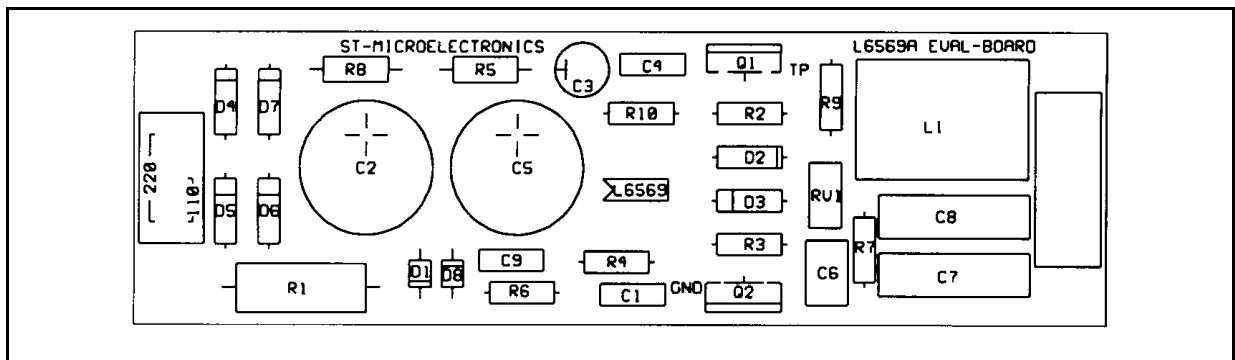 ST-MICROELECTRONICS
L6569A EVAL-BOARD
R8
R5
C3
C4
Q1
TP
D4
D7
R9
R10
R2
L1
C2
C5
D2
220
110
L6569
D5
D6
D3
RV1
C8
R3
R7
C9
R4
D1
D8
C6
C7
R1
R6
C1
GND
Q2